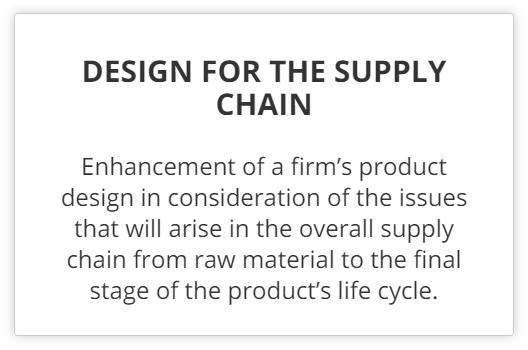 DESIGN FOR THE SUPPLY
CHAIN
Enhancement of a firm’s product
design in consideration of the issues
that will arise in the overall supply
chain from raw material to the final
stage of the product’s life cycle.